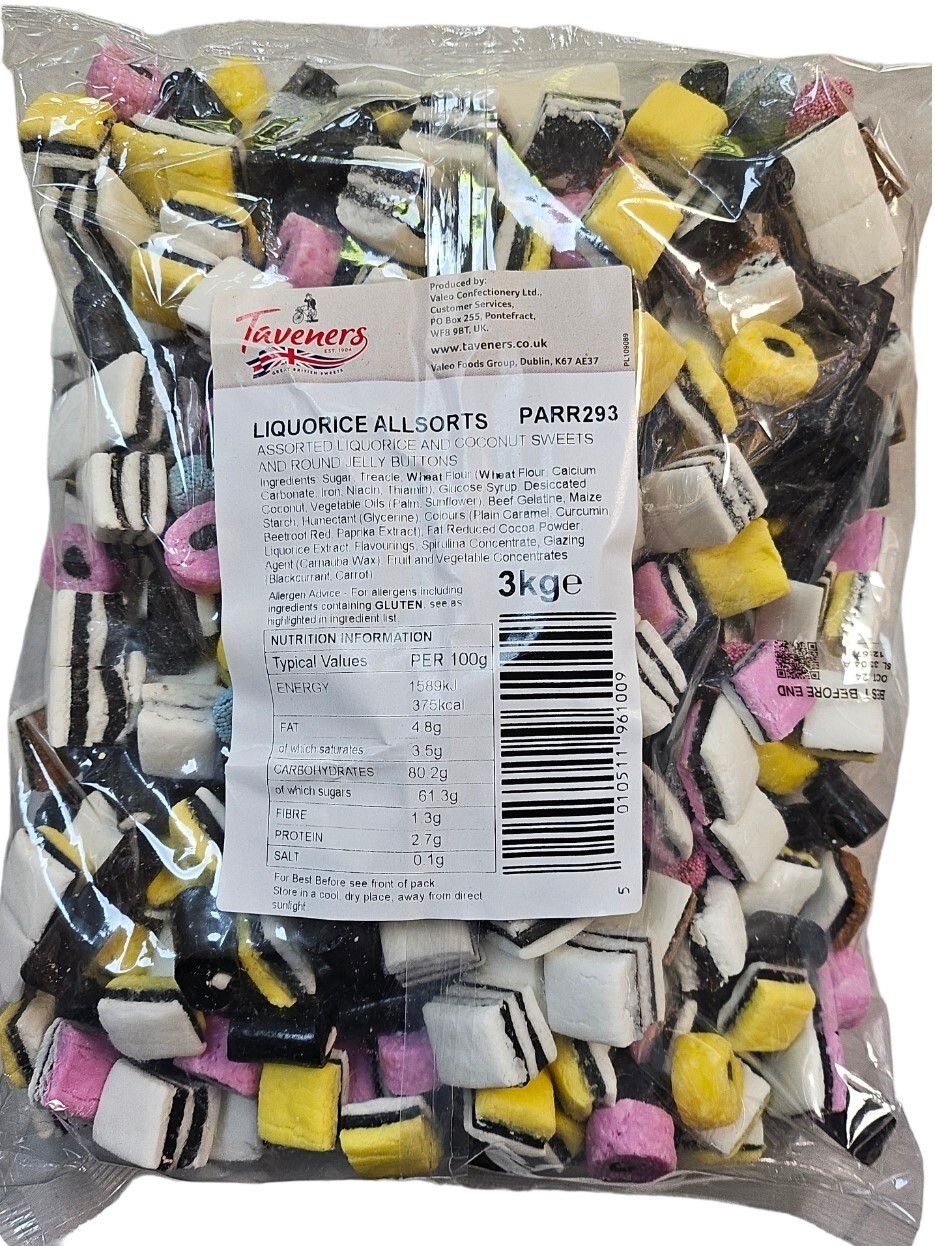 Taveners
EST. 1904
GREAT BRITISH SWEETS
Produced by:
Valeo Confectionery Ltd.,
Customer Services,
PO Box 255, Pontefract,
WF8 9BT, UK.
www.taveners.co.uk
Valeo Foods Group, Dublin, K67 AE37
PL109089
LIQUORICE ALLSORTS PARR293
ASSORTED LIQUORICE AND COCONUT SWEETS
AND ROUND JELLY BUTTONS
Ingredients: Sugar, Treacle, Wheat Flour (Wheat Flour, Calcium
Carbonate, Iron, Niacin, Thiamin), Glucose Syrup, Desiccated
Coconut, Vegetable Oils (Palm, Sunflower), Beef Gelatine, Maize
Starch, Humectant (Glycerine), Colours (Plain Caramel, Curcumin,
Beetroot Red, Paprika Extract), Fat Reduced Cocoa Powder,
Liquorice Extract, Flavourings, Spirulina Concentrate, Glazing
Agent (Carnauba Wax), Fruit and Vegetable Concentrates
(Blackcurrant, Carrot)
3kge
Allergen Advice - For allergens including
ingredients containing GLUTEN, see as
highlighted in ingredient list.
NUTRITION INFORMATION
Typical Values PER 100g
ENERGY 1589kJ
375kcal
FAT 4.8g
of which saturates 3.5g
CARBOHYDRATES 80.2g
of which sugars 61.3g
FIBRE 1.3g
PROTEIN 2.7g
SALT 0.1g
For Best Before see front of pack
Store in a cool, dry place, away from direct
sunlight
5 010511 961009
BEST BEFORE END
OCT 24